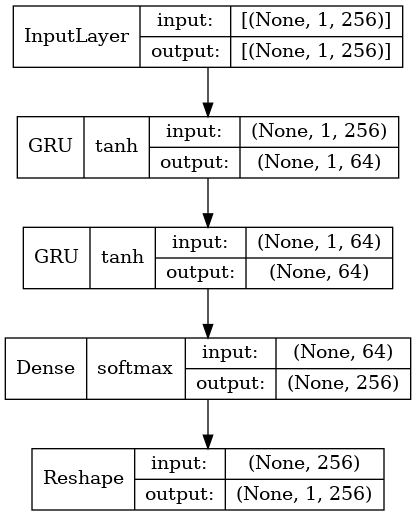 InputLayer input: [(None, 1, 256)]
output: [(None, 1, 256)]
GRU tanh input: (None, 1, 256)
output: (None, 1, 64)
GRU tanh input: (None, 1, 64)
output: (None, 64)
Dense softmax input: (None, 64)
output: (None, 256)
Reshape input: (None, 256)
output: (None, 1, 256)